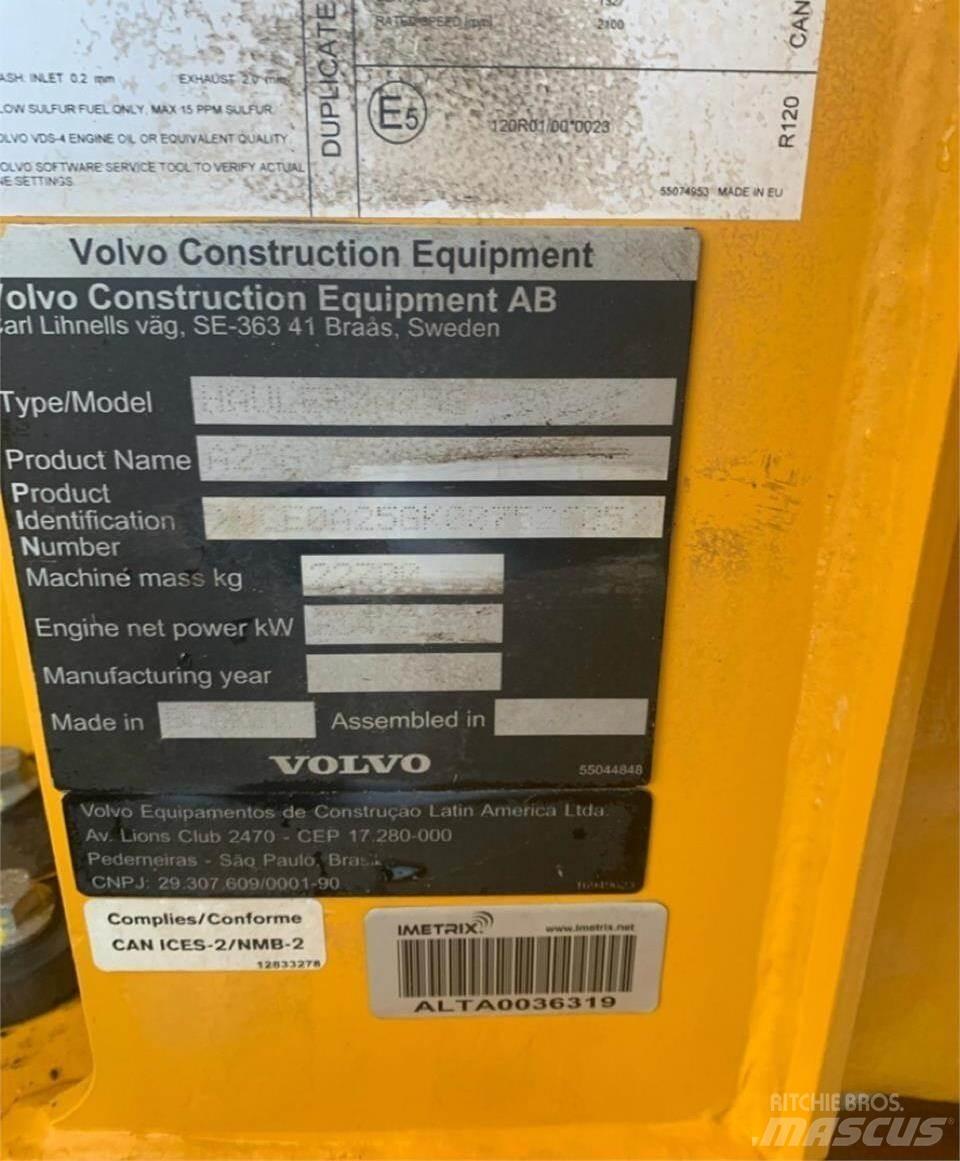 RATED SPEED (rpm) 2100
ASH: INLET 0.2 mm EXHAUST 2.0 mm
LOW SULFUR FUEL ONLY, MAX 15 PPM SULFUR
OLVO VDS-4 ENGINE OIL OR EQUIVALENT QUALITY
OLVO SOFTWARE SERVICE TOOL TO VERIFY ACTUAL
NE SETTINGS
DUPLICATE
E5
120R01/00*0023
R120
CAN
55074953 MADE IN EU
Volvo Construction Equipment
Volvo Construction Equipment AB
Carl Lihnells väg, SE-363 41 Braås, Sweden
Type/Model
Product Name
Product
Identification
Number
Machine mass kg
Engine net power kW
Manufacturing year
Made in Assembled in
VOLVO
55044848
Volvo Equipamentos de Construçao Latin America Ltda.
Av. Lions Club 2470 - CEP 17.280-000
Pederneiras - São Paulo, Brasil
CNPJ: 29.307.609/0001-90
Complies/Conforme
CAN ICES-2/NMB-2
12833278
IMETRIX www.imetrix.net
ALTA0036319
RITCHIE BROS.
MASCUS